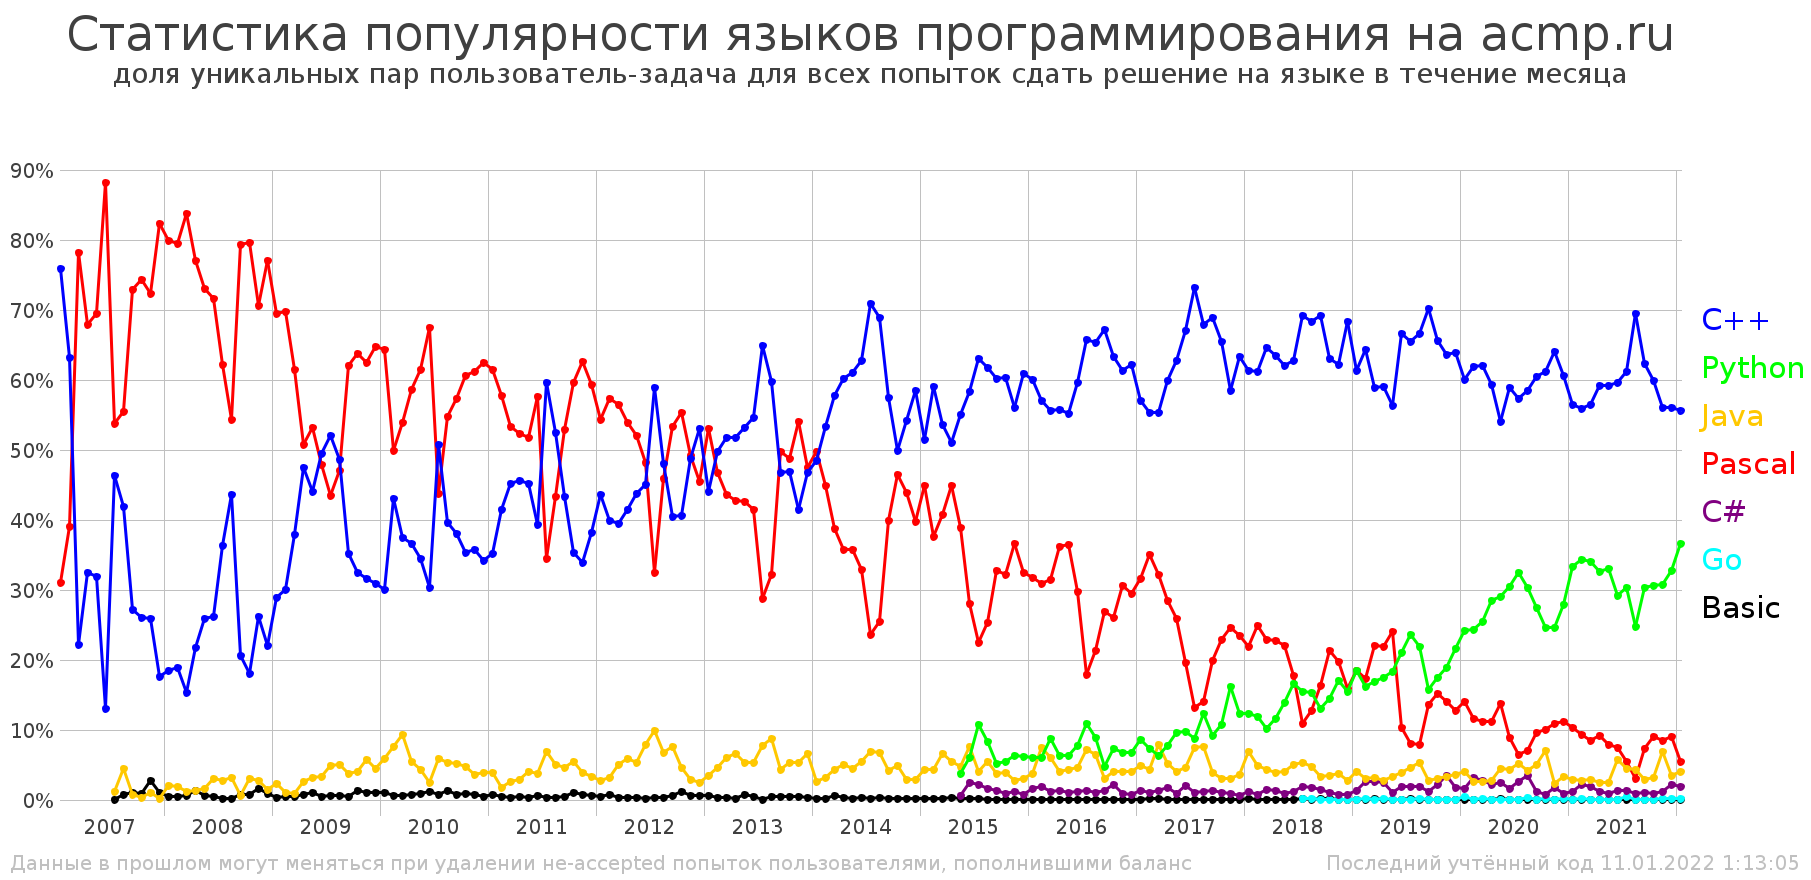 Статистика популярности языков программирования на acmp.ru
доля уникальных пар пользователь-задача для всех попыток сдать решение на языке в течение месяца
90%
80%
70%
60%
50%
40%
30%
20%
10%
0%
C++
Python
Java
Pascal
C#
Go
Basic
2007 2008 2009 2010 2011 2012 2013 2014 2015 2016 2017 2018 2019 2020 2021
Данные в прошлом могут меняться при удалении не-accepted попыток пользователями, пополнившими баланс
Последний учтённый код 11.01.2022 1:13:05